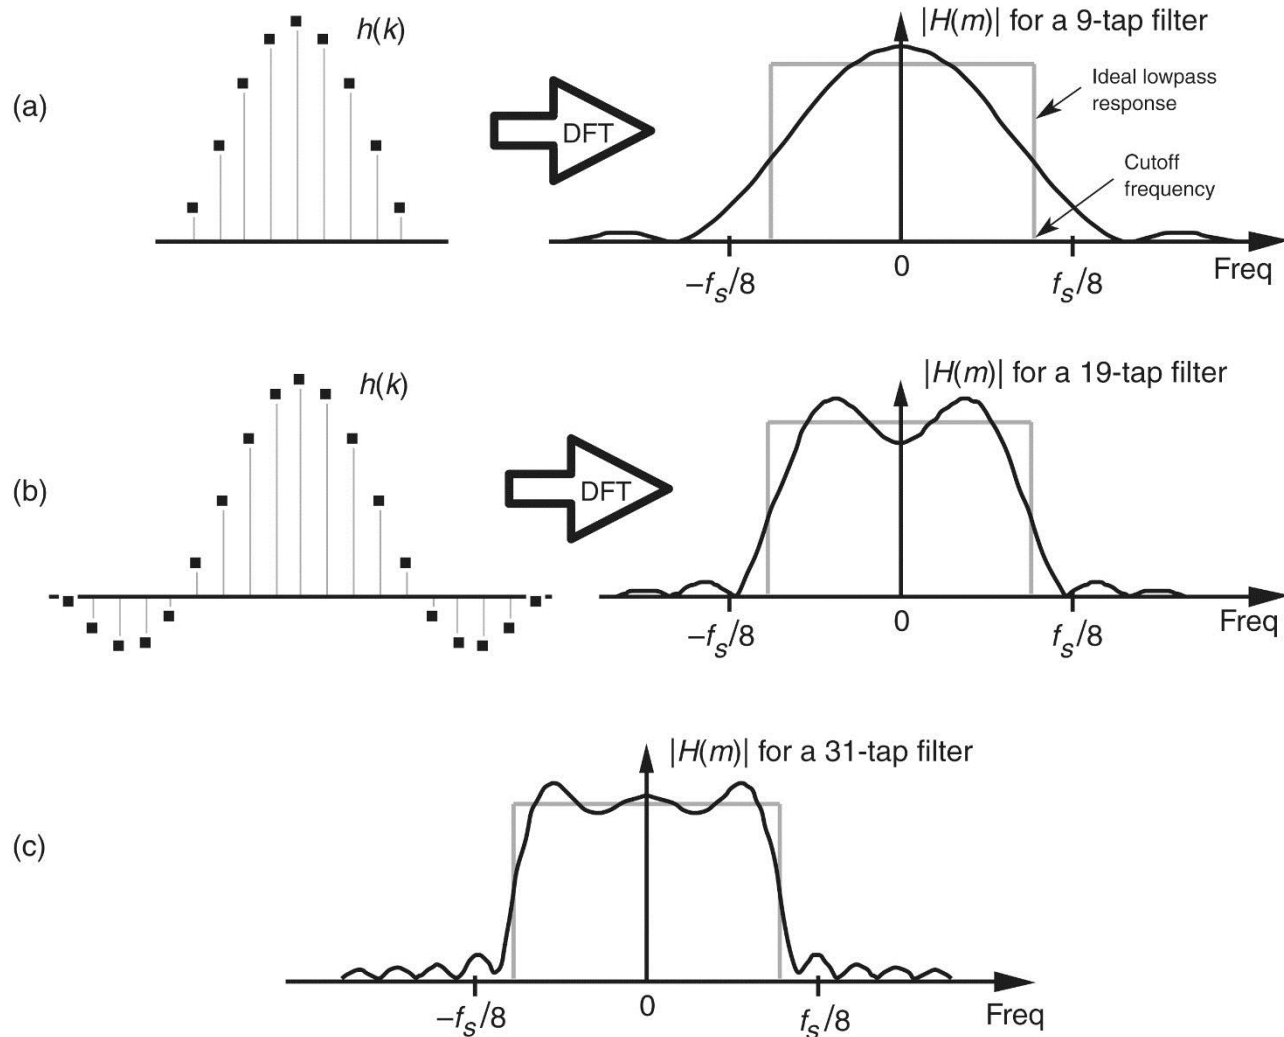 (a)
h(k)
DFT
|H(m)| for a 9-tap filter
Ideal lowpass
response
Cutoff
frequency
–fs/8
0
fs/8
Freq
(b)
h(k)
DFT
|H(m)| for a 19-tap filter
–fs/8
0
fs/8
Freq
(c)
|H(m)| for a 31-tap filter
–fs/8
0
fs/8
Freq